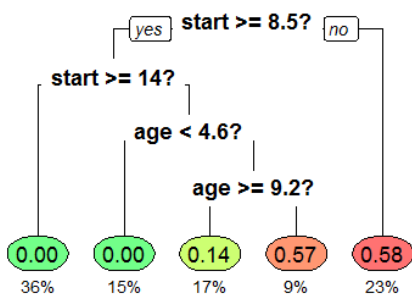 yes start >= 8.5? no
start >= 14?
age < 4.6?
age >= 9.2?
0.00 0.00 0.14 0.57 0.58
36% 15% 17% 9% 23%